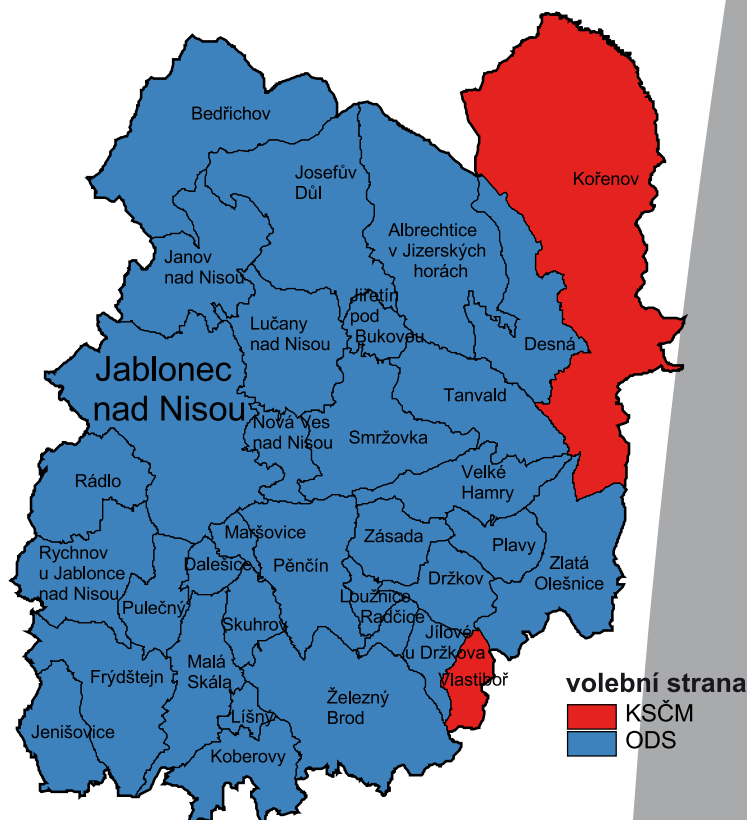 Bedřichov
Josefův
Důl
Kořenov
Albrechtice
v Jizerských
horách
Janov
nad Nisou
Jiřetín
pod
Bukovou
Lučany
nad Nisou
Desná
Jablonec
nad Nisou
Tanvald
Nová Ves
nad Nisou
Smržovka
Velké
Hamry
Rádlo
Maršovice
Zásada
Plavy
Rychnov
u Jablonce
nad Nisou
Dalešice
Pěnčín
Zlatá
Olešnice
Držkov
Pulečný
Loužnice
Radčice
Skuhrov
Jílové
u Držkova
Frýdštejn
Malá
Skála
Vlastiboř
Železný
Brod
Líšný
Jenišovice
Koberovy
volební strana
KSČM
ODS